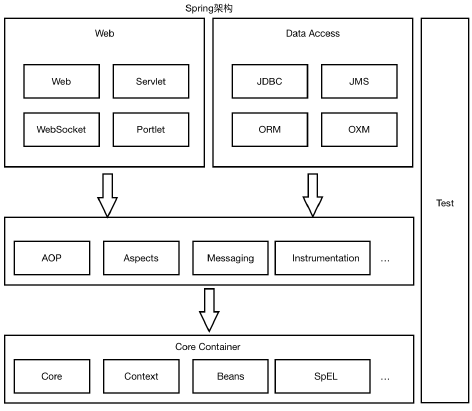 Spring架构
Web
Data Access
Web
Servlet
JDBC
JMS
WebSocket
Portlet
ORM
OXM
Test
AOP
Aspects
Messaging
Instrumentation
...
Core Container
Core
Context
Beans
SpEL
...